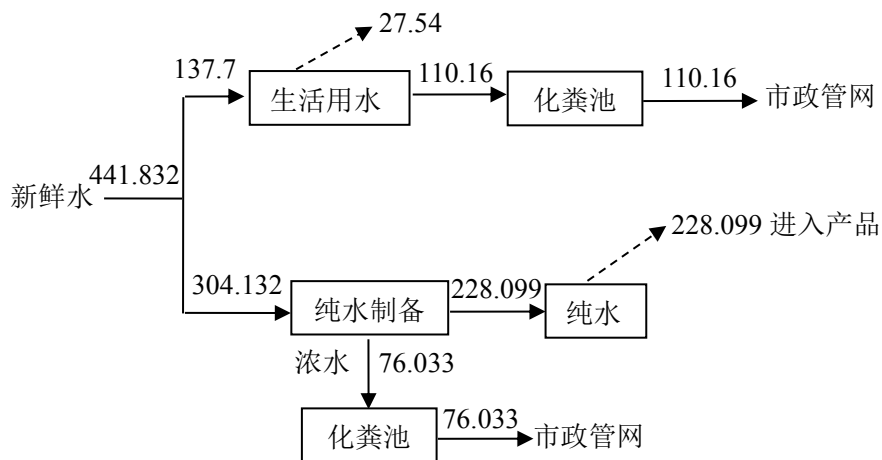 27.54
137.7
生活用水
110.16
化粪池
110.16
市政管网
新鲜水
441.832
228.099 进入产品
304.132
纯水制备
228.099
纯水
浓水
76.033
化粪池
76.033
市政管网